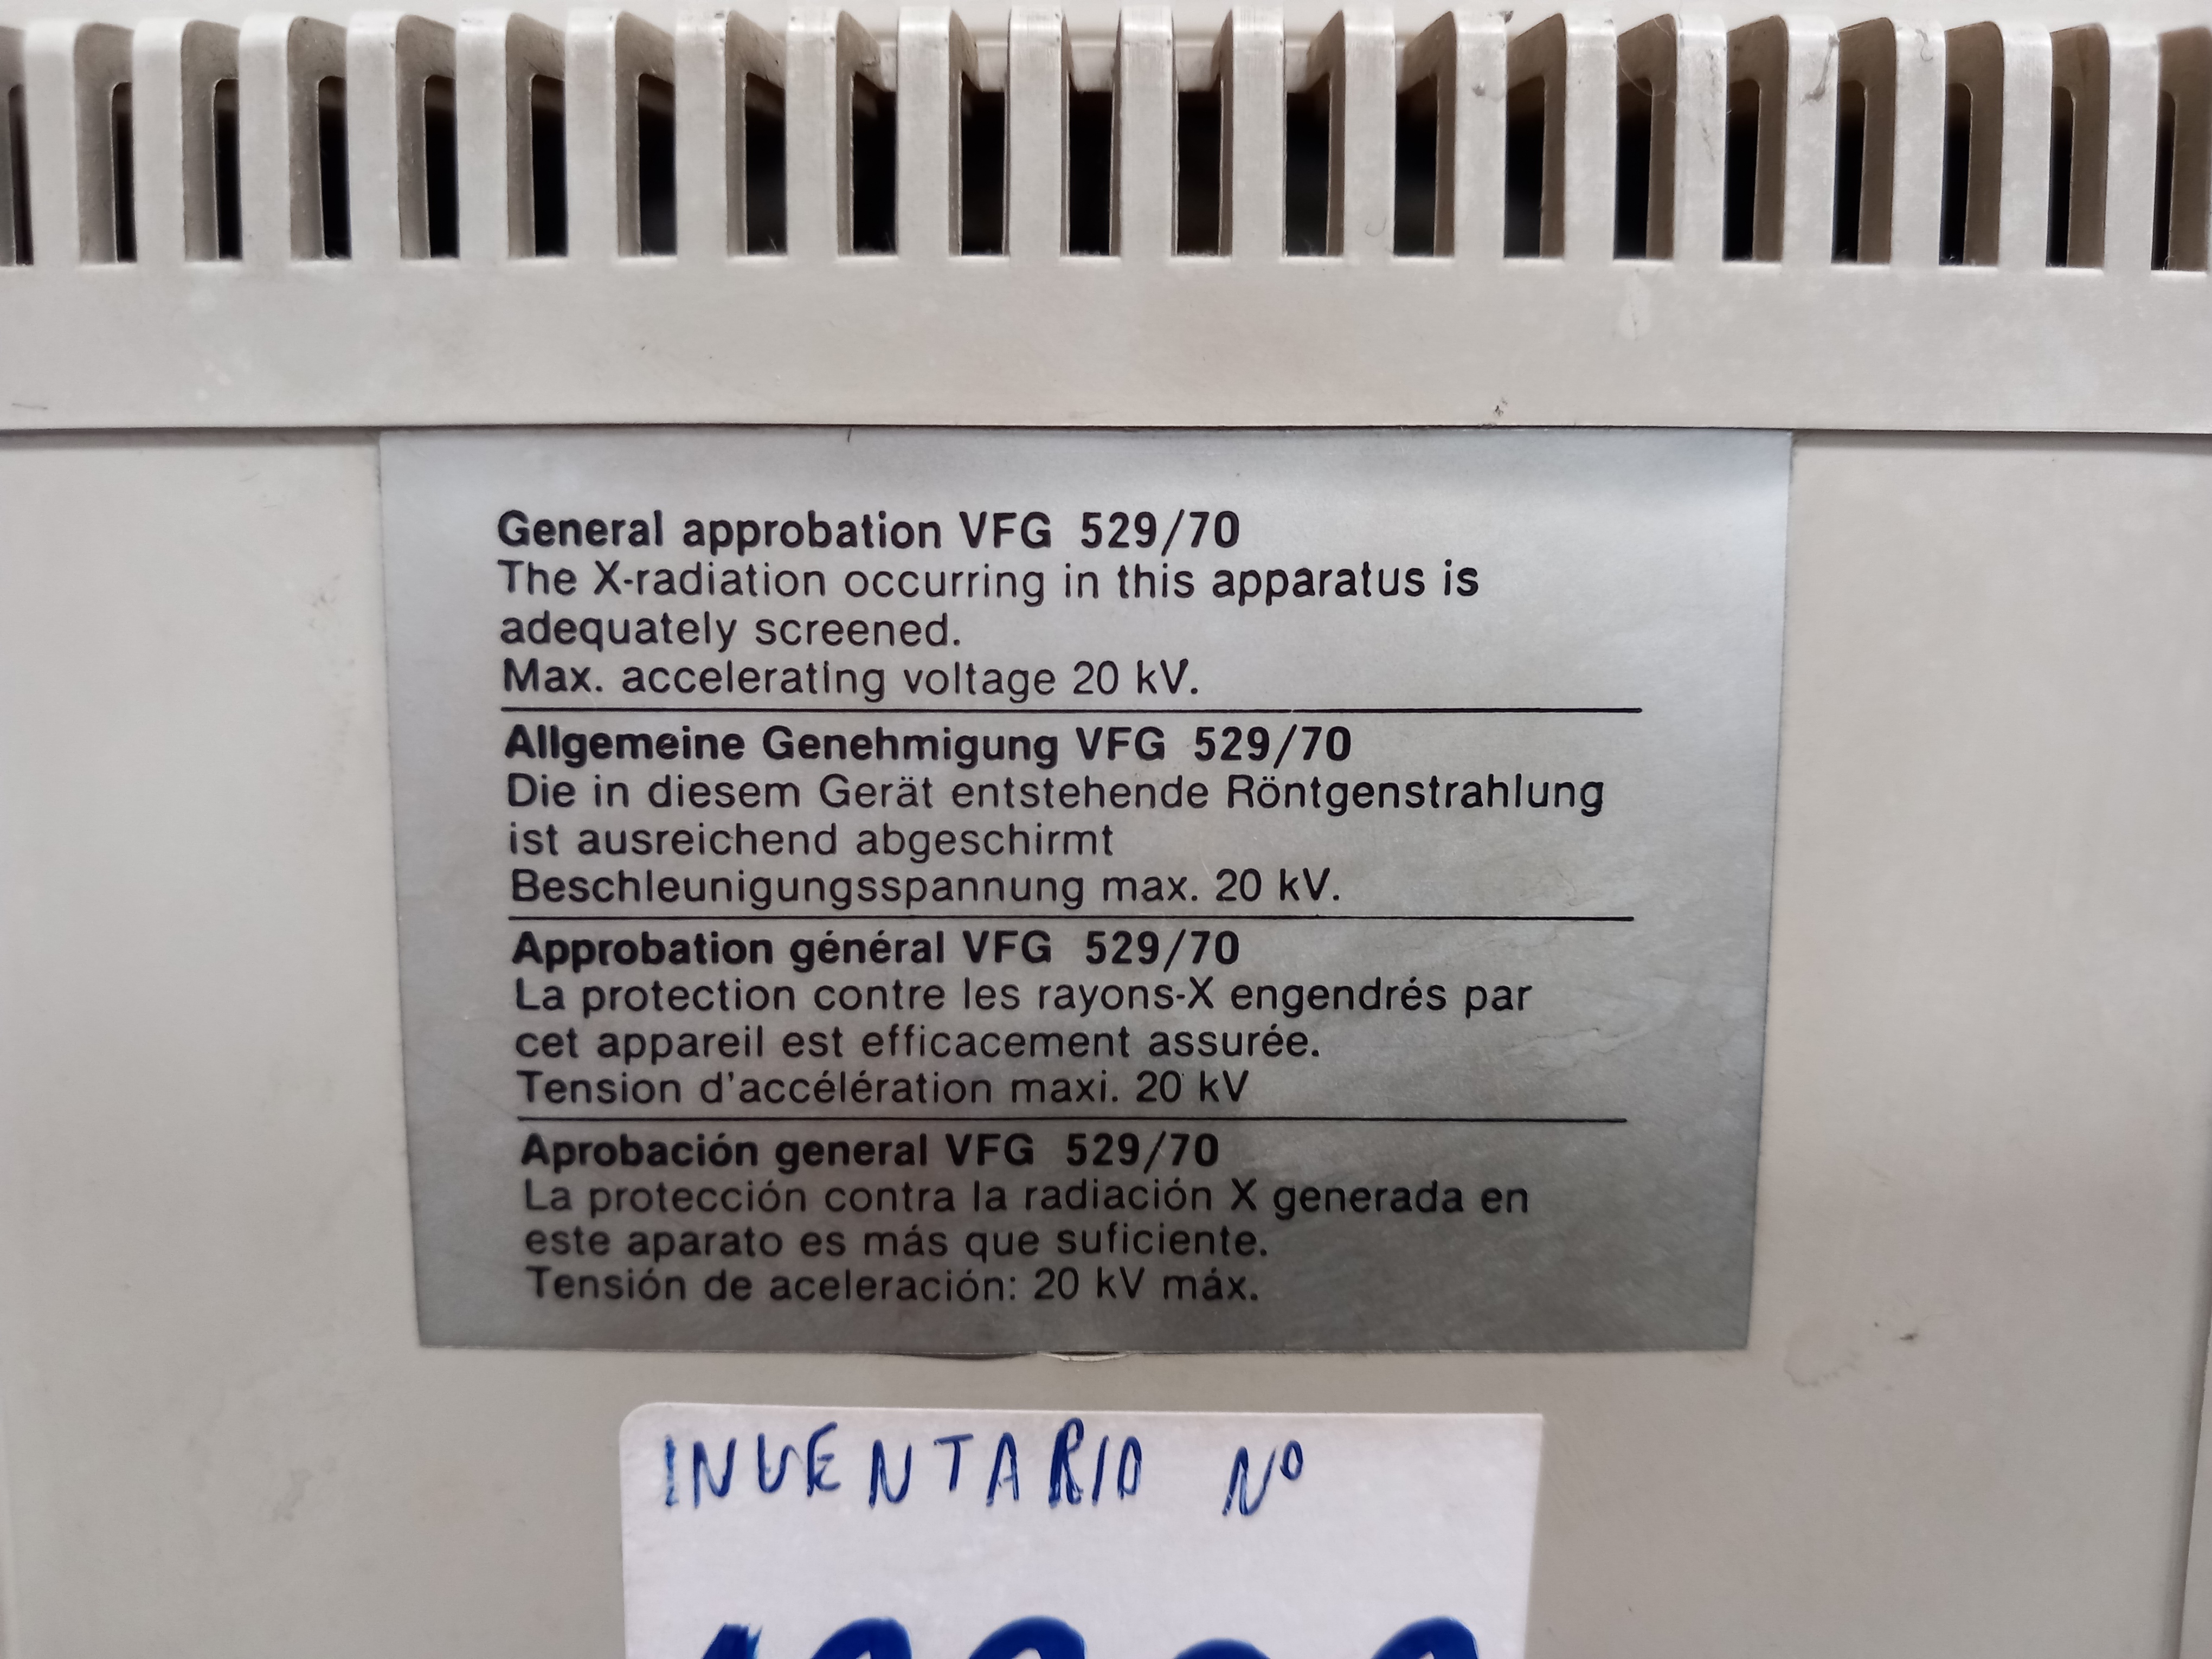 General approbation VFG 529/70
The X-radiation occurring in this apparatus is
adequately screened.
Max. accelerating voltage 20 kV.
Allgemeine Genehmigung VFG 529/70
Die in diesem Gerät entstehende Röntgenstrahlung
ist ausreichend abgeschirmt
Beschleunigungsspannung max. 20 kV.
Approbation général VFG 529/70
La protection contre les rayons-X engendrés par
cet appareil est efficacement assurée.
Tension d'accélération maxi. 20 kV
Aprobación general VFG 529/70
La protección contra la radiación X generada en
este aparato es más que suficiente.
Tensión de aceleración: 20 kV máx.
INVENTARIO Nº